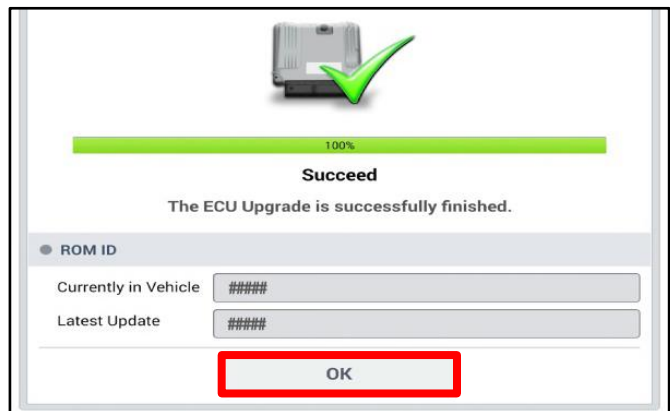 100%
Succeed
The ECU Upgrade is successfully finished.
ROM ID
Currently in Vehicle #####
Latest Update #####
OK